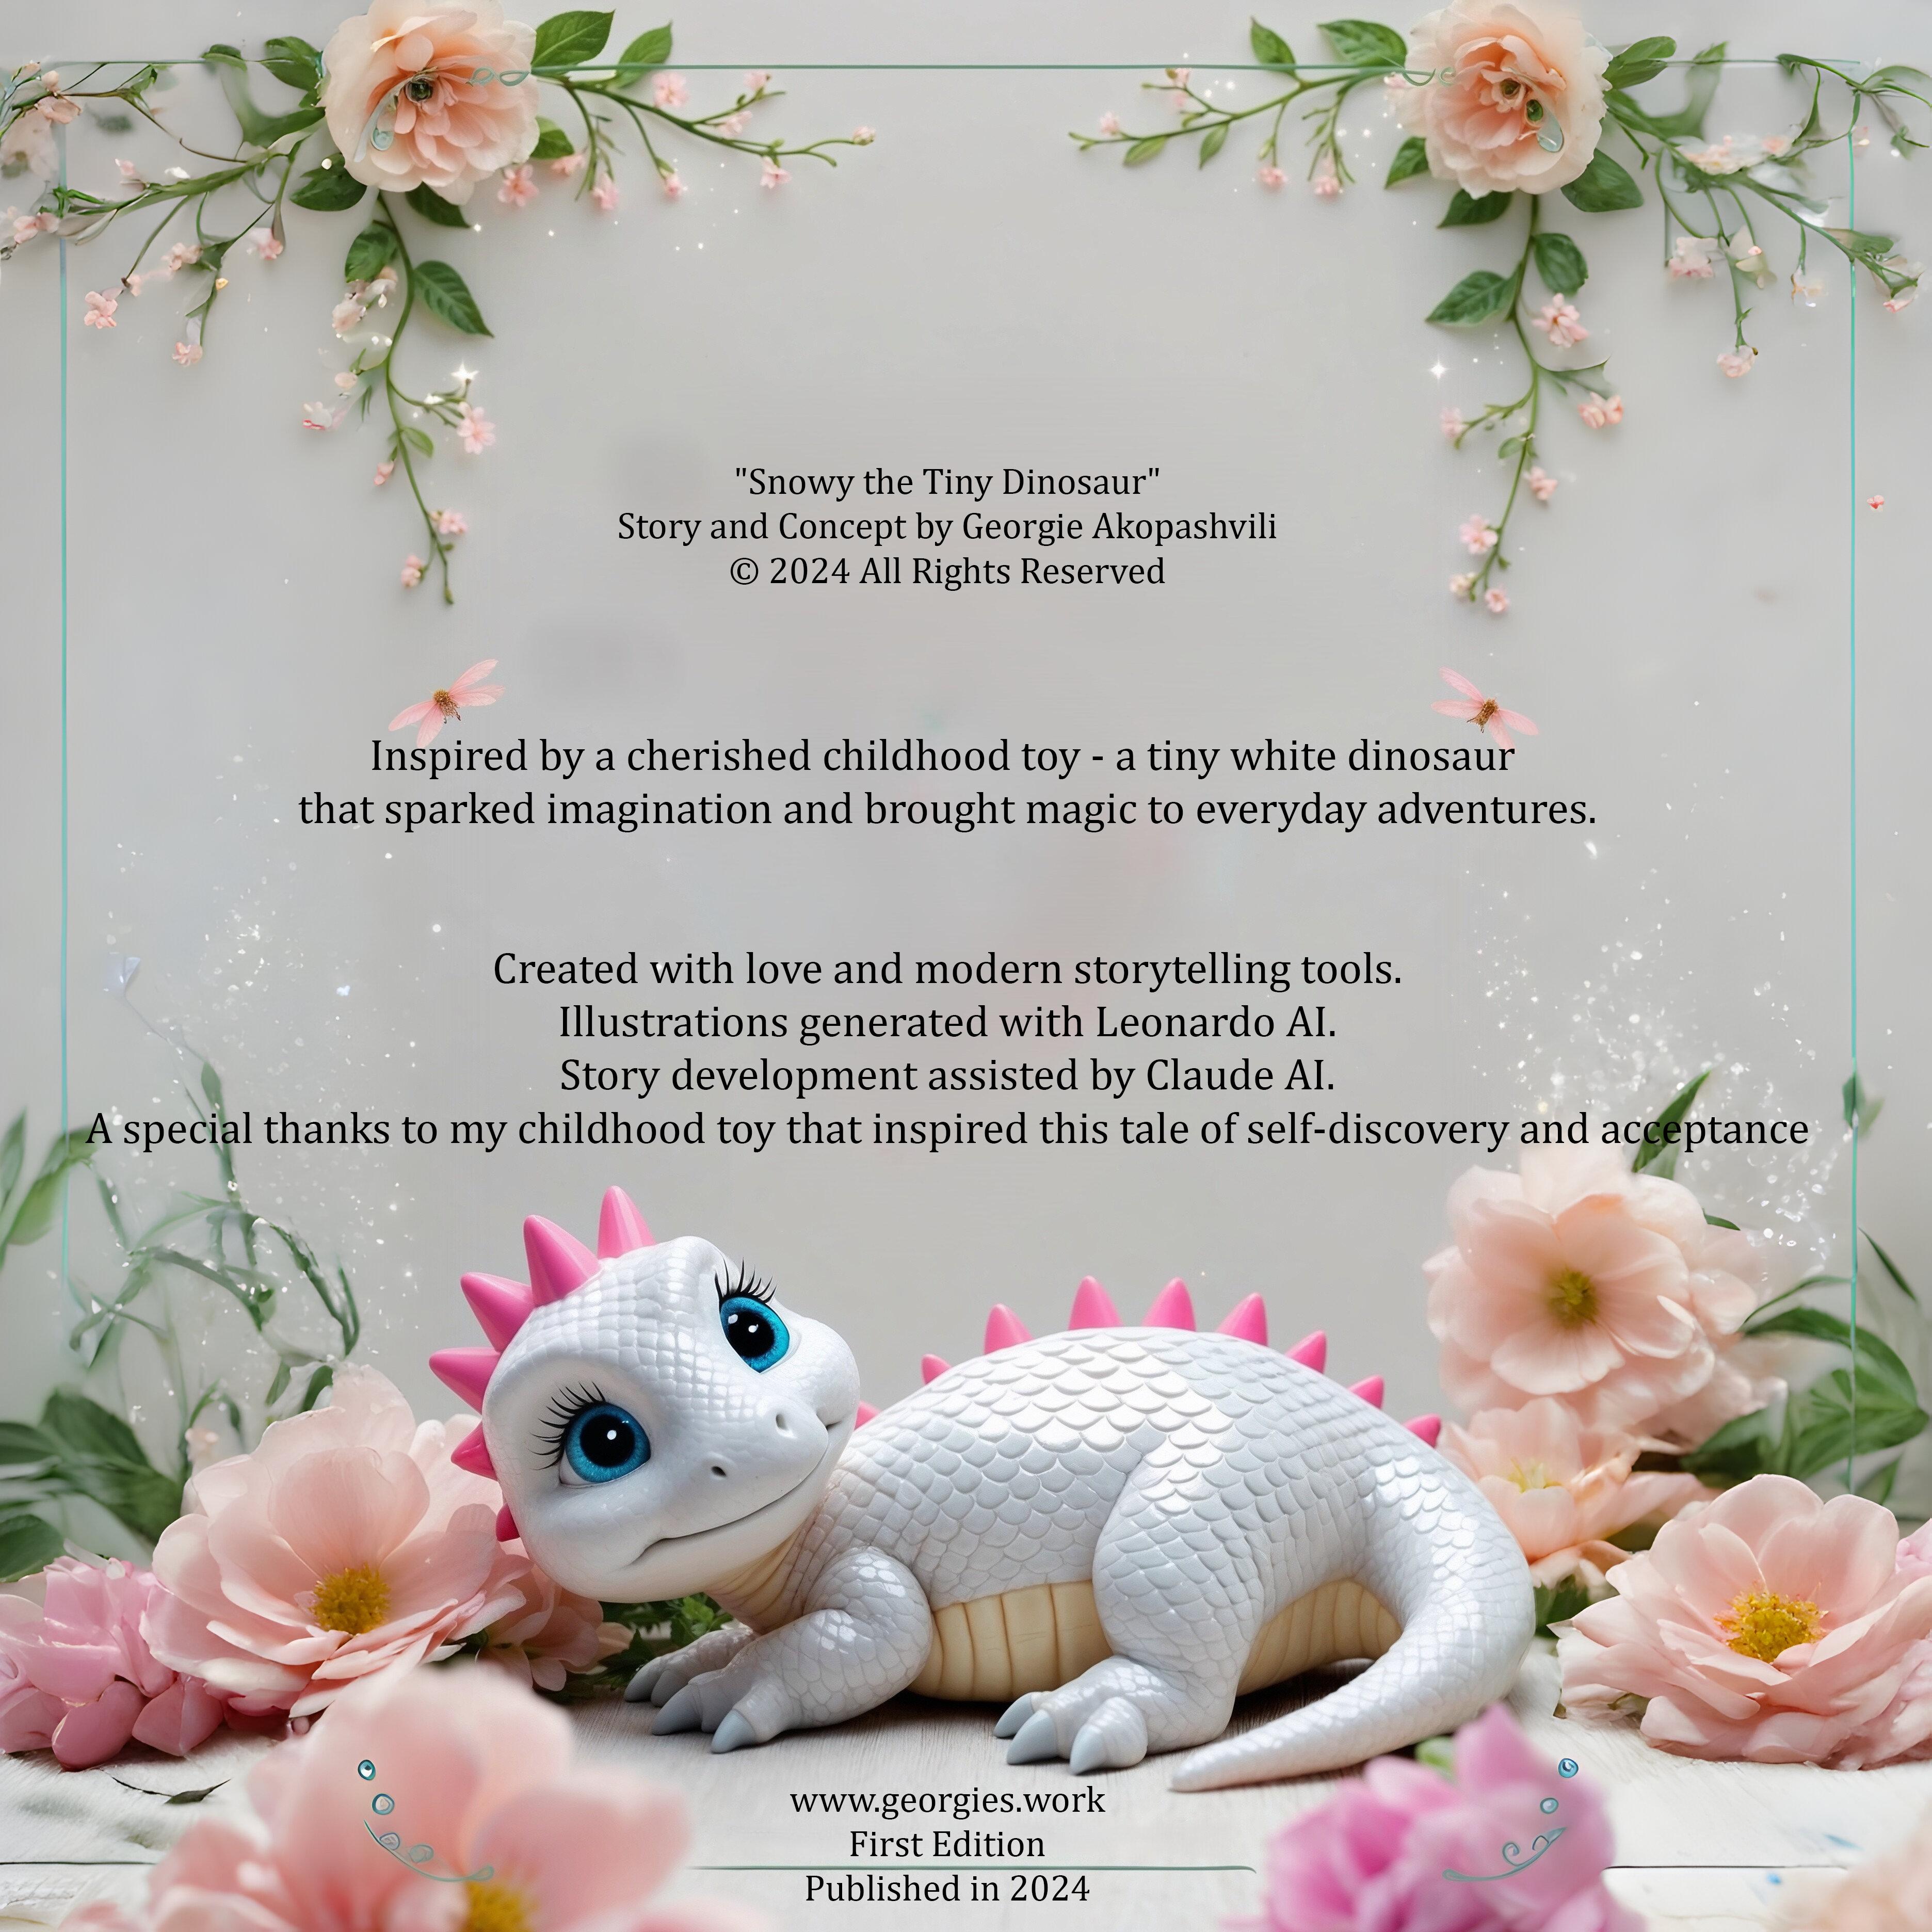 "Snowy the Tiny Dinosaur"
Story and Concept by Georgie Akopashvili
© 2024 All Rights Reserved
Inspired by a cherished childhood toy - a tiny white dinosaur
that sparked imagination and brought magic to everyday adventures.
Created with love and modern storytelling tools.
Illustrations generated with Leonardo AI.
Story development assisted by Claude AI.
A special thanks to my childhood toy that inspired this tale of self-discovery and acceptance
www.georgies.work
First Edition
Published in 2024